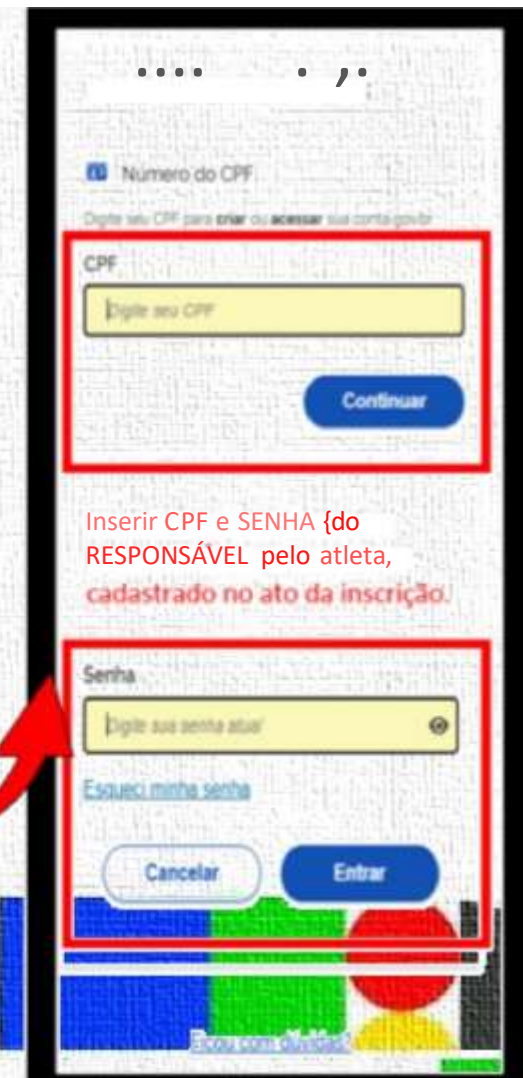 Número do CPF
Digite seu CPF para criar ou acessar sua conta gov.br
CPF
Digite seu CPF
Continuar
Inserir CPF e SENHA {do
RESPONSÁVEL pelo atleta,
cadastrado no ato da inscrição.
Senha
Digite sua senha atual
Esqueci minha senha
Cancelar
Entrar
Ficou com dúvidas?